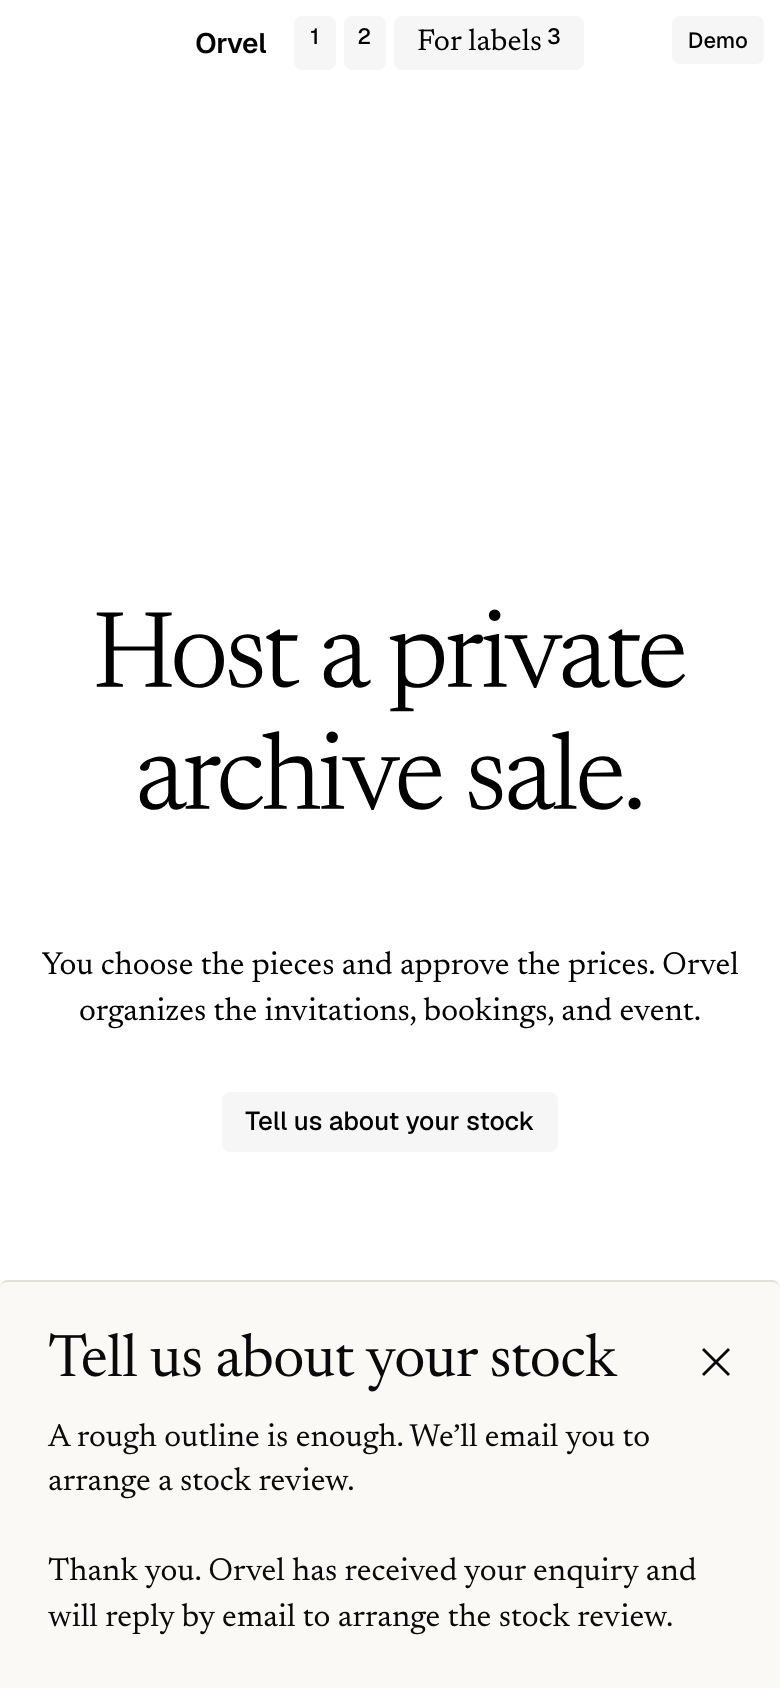 Orvel 1 2 For labels 3 Demo
Host a private
archive sale.
You choose the pieces and approve the prices. Orvel
organizes the invitations, bookings, and event.
Tell us about your stock
Tell us about your stock
A rough outline is enough. We’ll email you to
arrange a stock review.
Thank you. Orvel has received your enquiry and
will reply by email to arrange the stock review.